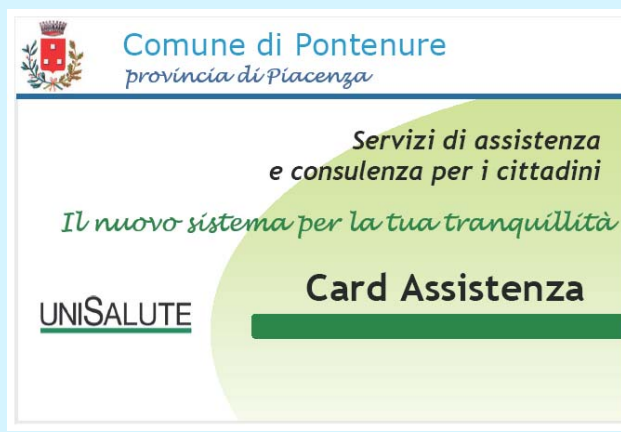 Comune di Pontenure
provincia di Piacenza
Servizi di assistenza
e consulenza per i cittadini
Il nuovo sistema per la tua tranquillità
Card Assistenza
UNISALUTE